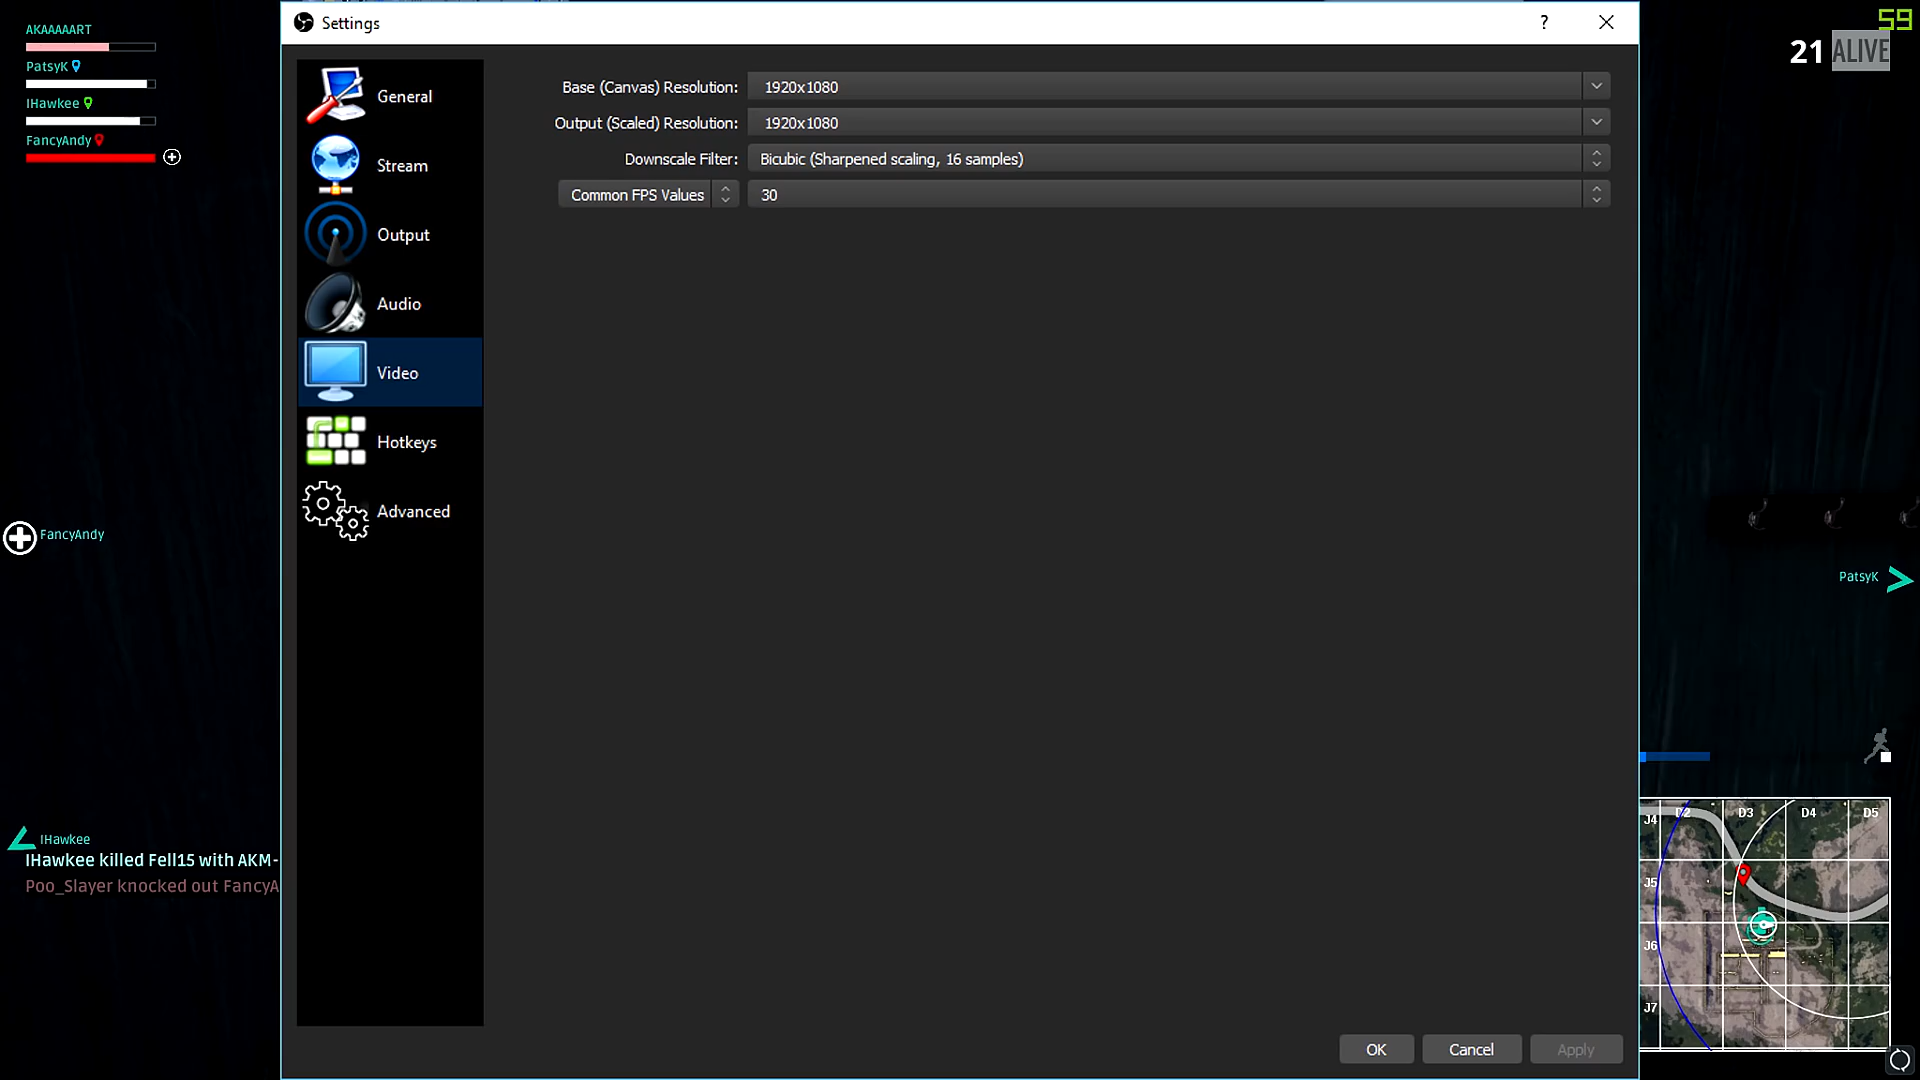 Settings
?
59
21 ALIVE
AKAAAAART
PatsyK
IHawkee
FancyAndy
General
Stream
Output
Audio
Video
Hotkeys
Advanced
Base (Canvas) Resolution: 1920x1080
Output (Scaled) Resolution: 1920x1080
Downscale Filter: Bicubic (Sharpened scaling, 16 samples)
Common FPS Values 30
FancyAndy
PatsyK
IHawkee
IHawkee killed Fell15 with AKM-
Poo_Slayer knocked out FancyA
J4 D2 D3 D4 D5
J5
J6
J7
OK Cancel Apply